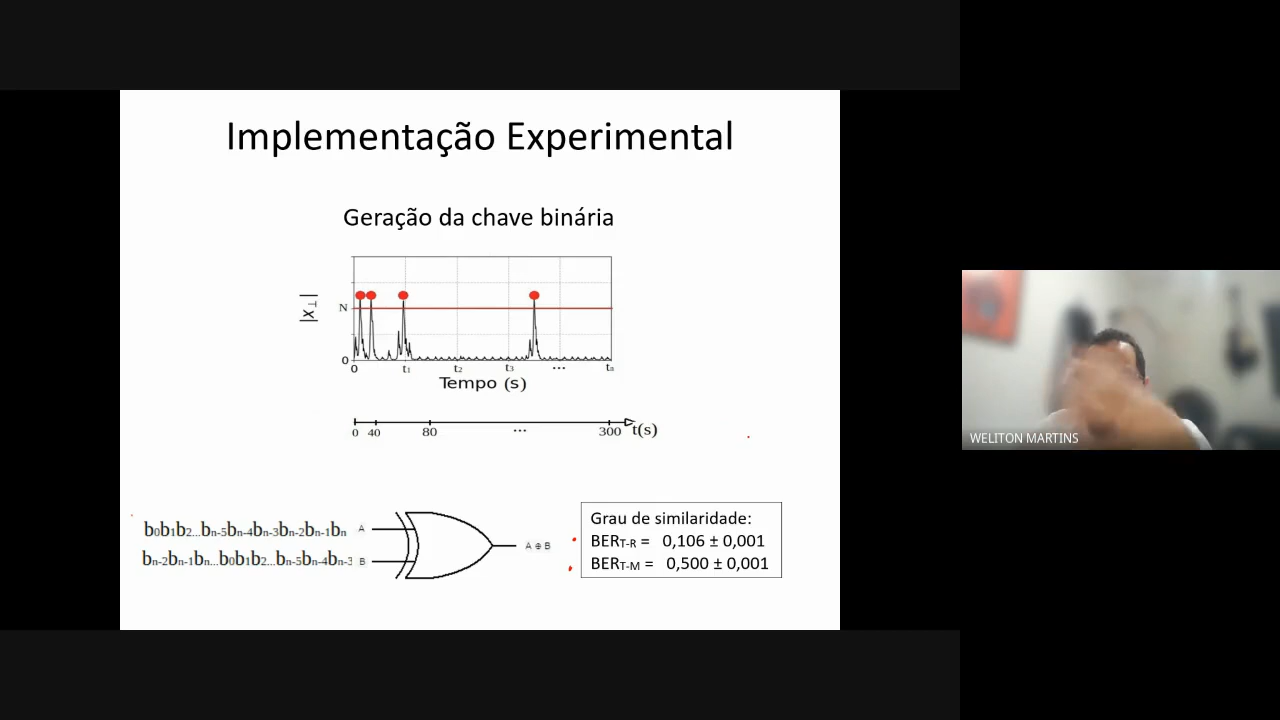 Implementação Experimental
Geração da chave binária
|x⊥|
N
0
0 t₁ t₂ t₃ ... tₙ
Tempo (s)
0 40 80 ... 300 t(s)
b0b1b2...bn-5bn-4bn-3bn-2bn-1bn A
bn-2bn-1bn...b0b1b2...bn-5bn-4bn-3 B
A ⊕ B
Grau de similaridade:
BERT-R = 0,106 ± 0,001
BERT-M = 0,500 ± 0,001
WELITON MARTINS